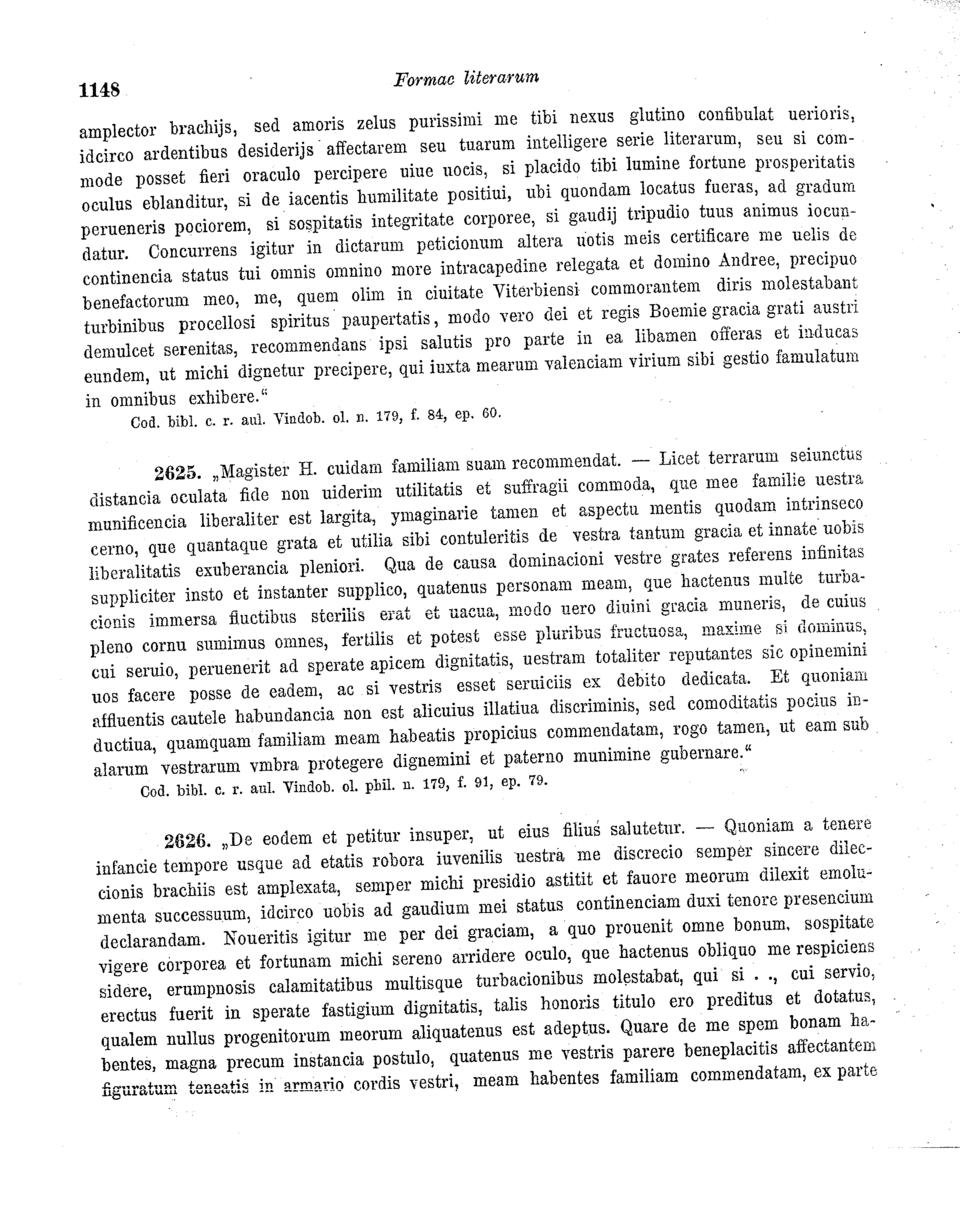 1148
Formae literarum
amplector brachijs, sed amoris zelus purissimi me tibi nexus glutino confibulat uerioris,
idcirco ardentibus desiderijs affectarem seu tuarum intelligere serie literarum, seu si com-
mode posset fieri oraculo percipere uiue uocis, si placido tibi lumine fortune prosperitatis
oculus eblanditur, si de iacentis humilitate positiui, ubi quondam locatus fueras, ad gradum
perueneris pociorem, si sospitatis integritate corporee, si gaudij tripudio tuus animus iocun-
datur. Concurrens igitur in dictarum peticionum altera uotis meis certificare me uelis de
continencia status tui omnis omnino more intracapedine relegata et domino Andree, precipuo
benefactorum meo, me, quem olim in ciuitate Viterbiensi commorantem diris molestabant
turbinibus procellosi spiritus paupertatis, modo vero dei et regis Boemie gracia grati austri
demulcet serenitas, recommendans ipsi salutis pro parte in ea libamen offeras et inducas
eundem, ut michi dignetur precipere, qui iuxta mearum valenciam virium sibi gestio famulatum
in omnibus exhibere.“
Cod. bibl. c. r. aul. Vindob. ol. n. 179, f. 84, ep. 60.
2625. „Magister H. cuidam familiam suam recommendat. — Licet terrarum seiunctus
distancia oculata fide non uiderim utilitatis et suffragii commoda, que mee familie uestra
munificencia liberaliter est largita, ymaginarie tamen et aspectu mentis quodam intrinseco
cerno, que quantaque grata et utilia sibi contuleritis de vestra tantum gracia et innate uobis
liberalitatis exuberancia pleniori. Qua de causa dominacioni vestre grates referens infinitas
suppliciter insto et instanter supplico, quatenus personam meam, que hactenus multe turba-
cionis immersa fluctibus sterilis erat et uacua, modo uero diuini gracia muneris, de cuius
pleno cornu sumimus omnes, fertilis et potest esse pluribus fructuosa, maxime si dominus,
cui seruio, peruenerit ad sperate apicem dignitatis, uestram totaliter reputantes sic opinemini
uos facere posse de eadem, ac si vestris esset seruiciis ex debito dedicata. Et quoniam
affluentis cautele habundancia non est alicuius illatiua discriminis, sed comoditatis pocius in-
ductiua, quamquam familiam meam habeatis propicius commendatam, rogo tamen, ut eam sub
alarum vestrarum vmbra protegere dignemini et paterno munimine gubernare.“
Cod. bibl. c. r. aul. Vindob. ol. phil. n. 179, f. 91, ep. 79.
2626. „De eodem et petitur insuper, ut eius filius salutetur. — Quoniam a tenere
infancie tempore usque ad etatis robora iuvenilis uestra me discrecio semper sincere dilec-
cionis brachiis est amplexata, semper michi presidio astitit et fauore meorum dilexit emolu-
menta successuum, idcirco uobis ad gaudium mei status continenciam duxi tenore presencium
declarandam. Noueritis igitur me per dei graciam, a quo prouenit omne bonum, sospitate
vigere corporea et fortunam michi sereno arridere oculo, que hactenus obliquo me respiciens
sidere, erumpnosis calamitatibus multisque turbacionibus molestabat, qui si . ., cui servio,
erectus fuerit in sperate fastigium dignitatis, talis honoris titulo ero preditus et dotatus,
qualem nullus progenitorum meorum aliquatenus est adeptus. Quare de me spem bonam ha-
bentes, magna precum instancia postulo, quatenus me vestris parere beneplacitis affectantem
figuratum teneatis in armario cordis vestri, meam habentes familiam commendatam, ex parte